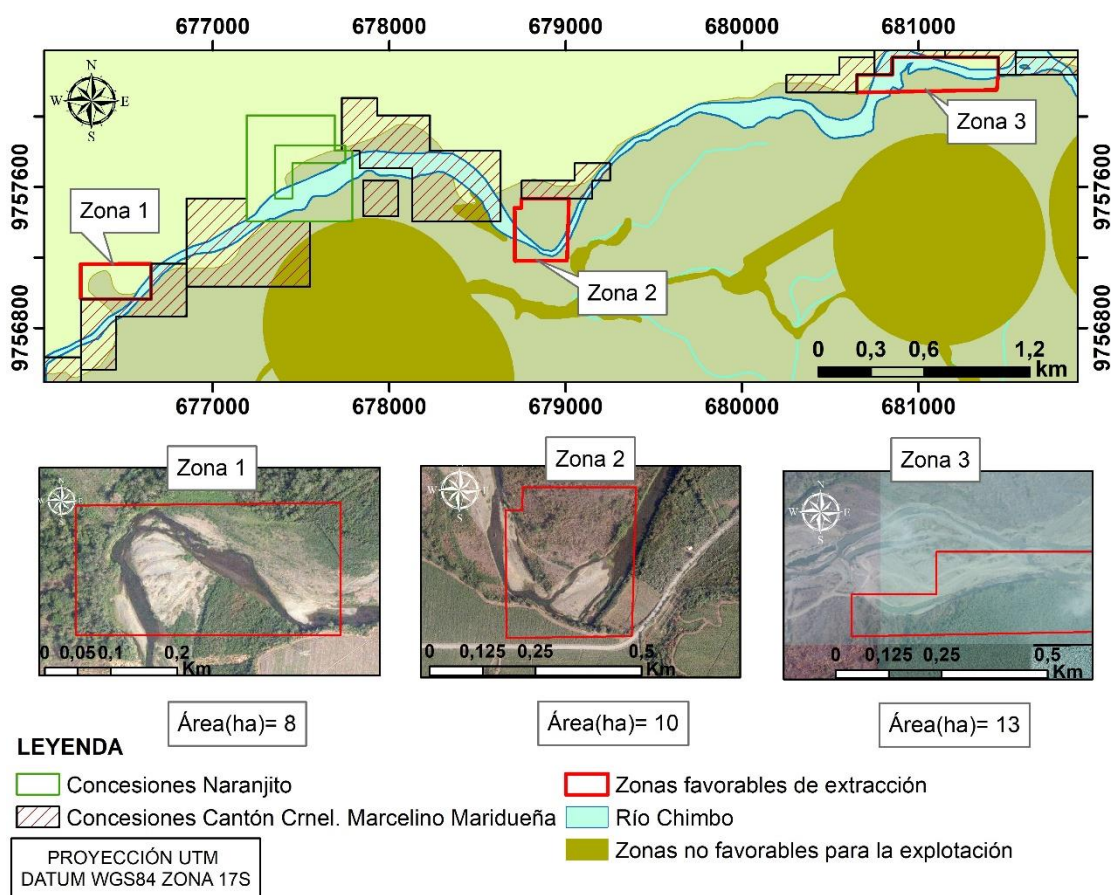 677000 678000 679000 680000 681000
N
W E
S
Zona 3
9757600
9757600
Zona 1
Zona 2
9756800
9756800
0 0,3 0,6 1,2
km
677000 678000 679000 680000 681000
Zona 1
Zona 2
Zona 3
N
W E
S
N
W E
S
N
W E
S
0 0,05 0,1 0,2
Km
0 0,125 0,25 0,5
Km
0 0,125 0,25 0,5
Km
Área(ha)= 8
Área(ha)= 10
Área(ha)= 13
LEYENDA
Concesiones Naranjito
Zonas favorables de extracción
Concesiones Cantón Crnel. Marcelino Maridueña
Río Chimbo
Zonas no favorables para la explotación
PROYECCIÓN UTM
DATUM WGS84 ZONA 17S